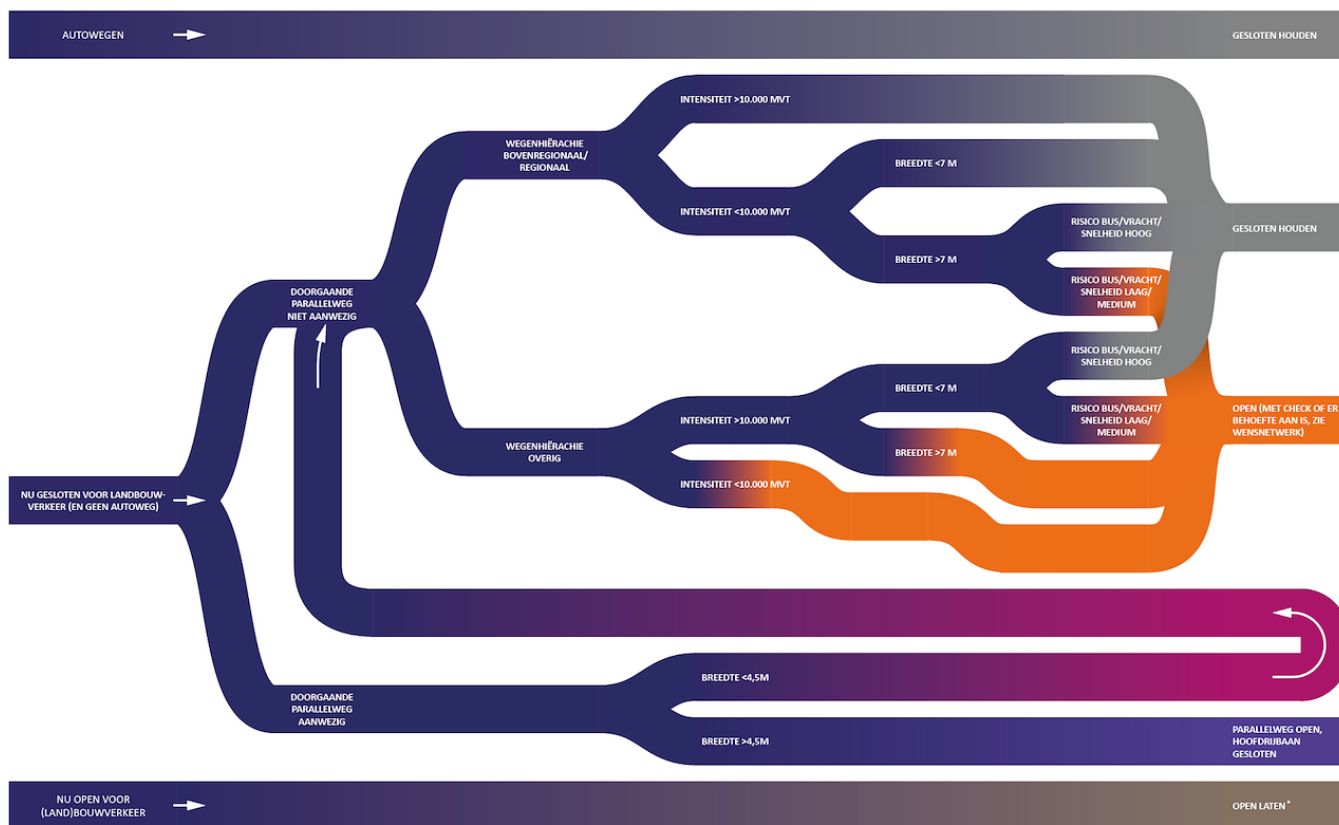 AUTOWEGEN
GESLOTEN HOUDEN
INTENSITEIT >10.000 MVT
WEGENHIËRACHIE
BOVENREGIONAAL/
REGIONAAL
BREEDTE <7 M
INTENSITEIT <10.000 MVT
RISICO BUS/VRACHT/
SNELHEID HOOG
GESLOTEN HOUDEN
BREEDTE >7 M
RISICO BUS/VRACHT/
SNELHEID LAAG/
MEDIUM
DOORGAANDE
PARALLELWEG
NIET AANWEZIG
RISICO BUS/VRACHT/
SNELHEID HOOG
BREEDTE <7 M
RISICO BUS/VRACHT/
SNELHEID LAAG/
MEDIUM
OPEN (MET CHECK OF ER
BEHOEFTE AAN IS, ZIE
WENSNETWERK)
INTENSITEIT >10.000 MVT
WEGENHIËRACHIE
OVERIG
BREEDTE >7 M
INTENSITEIT <10.000 MVT
NU GESLOTEN VOOR LANDBOUW-
VERKEER (EN GEEN AUTOWEG)
BREEDTE <4,5M
DOORGAANDE
PARALLELWEG
AANWEZIG
BREEDTE >4,5M
PARALLELWEG OPEN,
HOOFDRIJBAAN
GESLOTEN
NU OPEN VOOR
(LAND)BOUWVERKEER
OPEN LATEN*